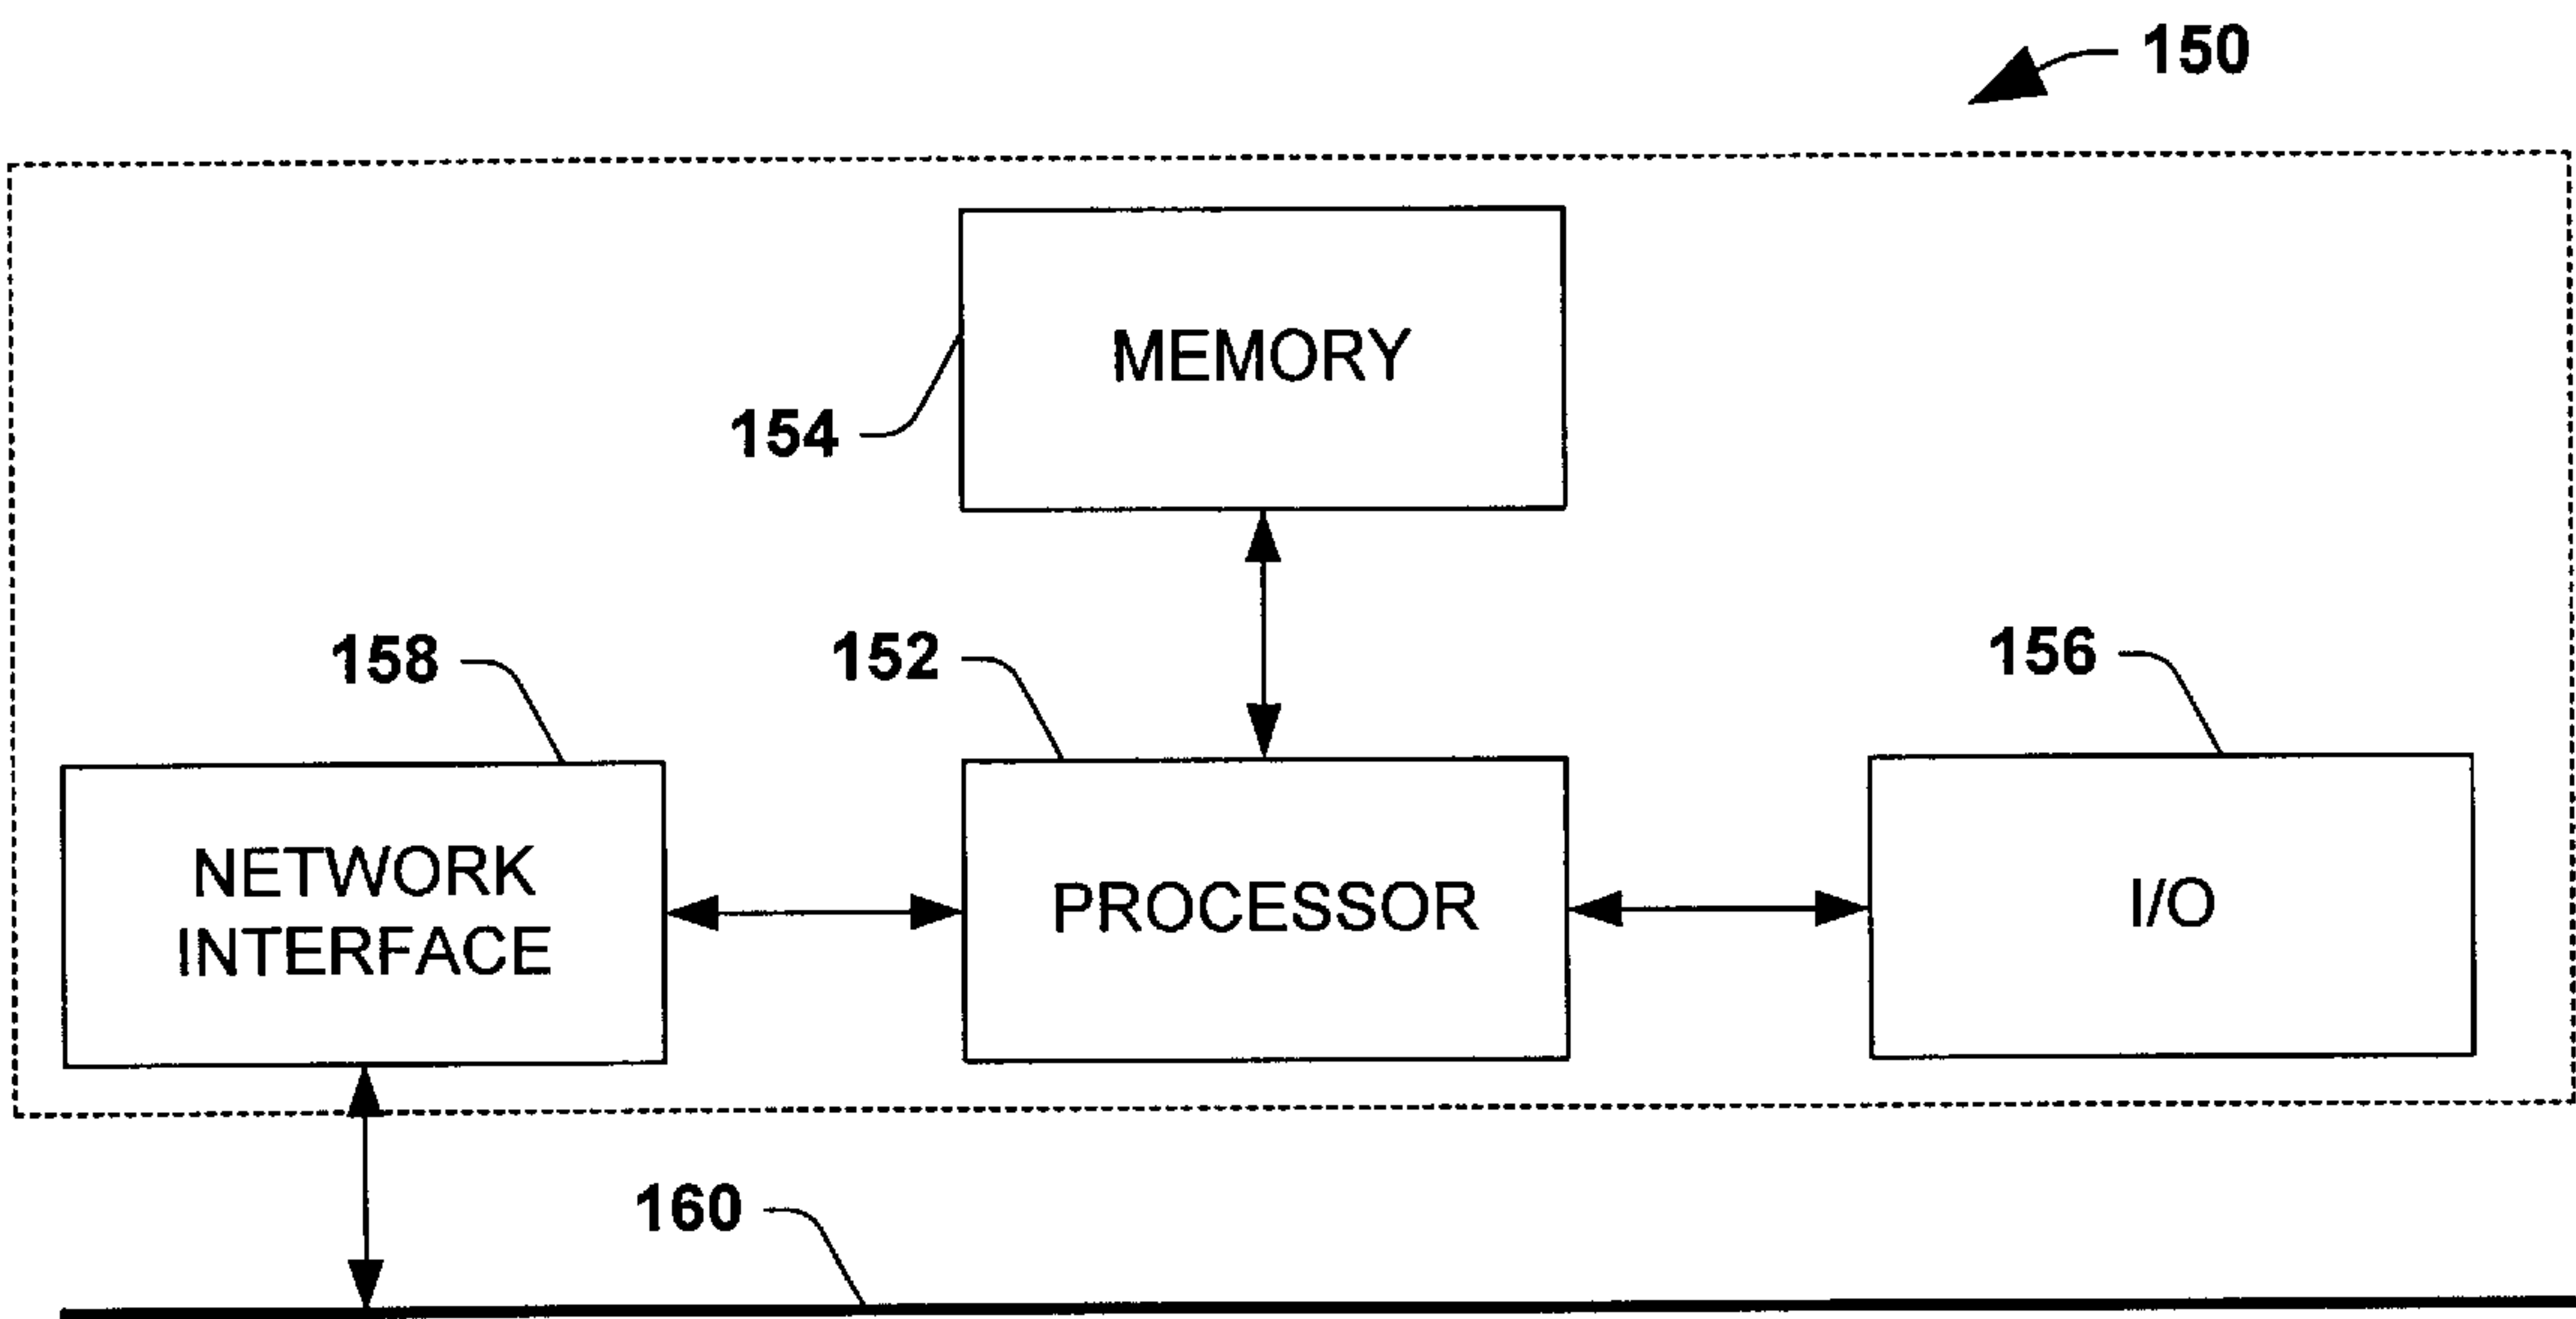 150
MEMORY
154
158
152
156
NETWORK
INTERFACE
PROCESSOR
I/O
160